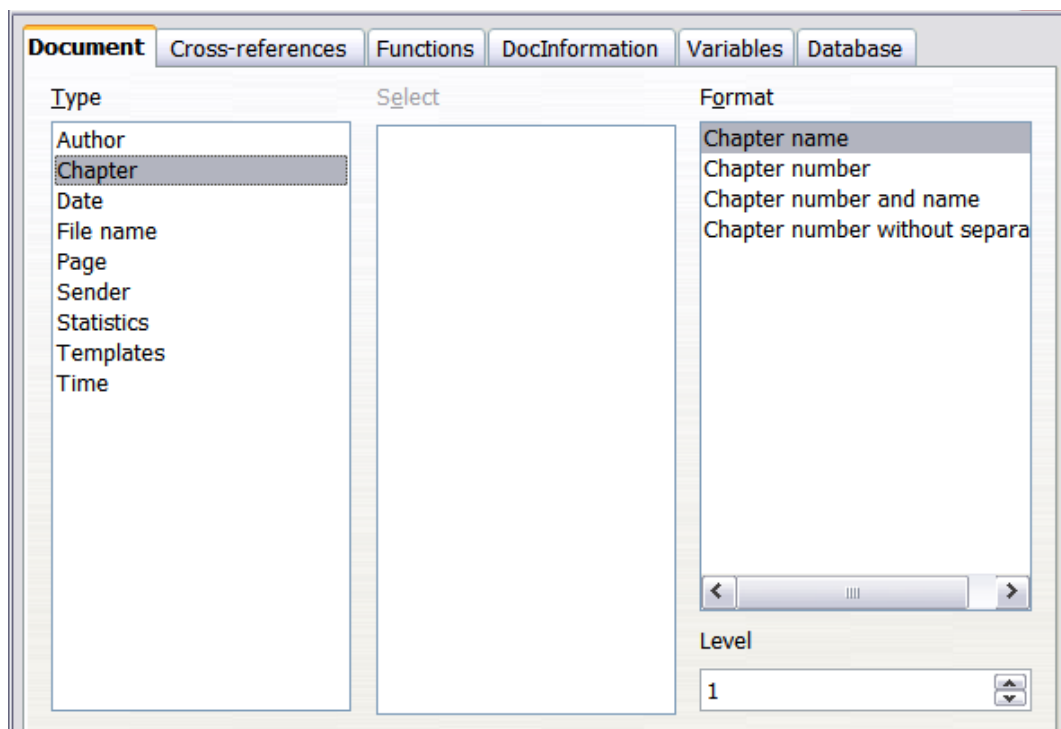 Document Cross-references Functions DocInformation Variables Database
Type
Author
Chapter
Date
File name
Page
Sender
Statistics
Templates
Time
Select
Format
Chapter name
Chapter number
Chapter number and name
Chapter number without separa
Level
1